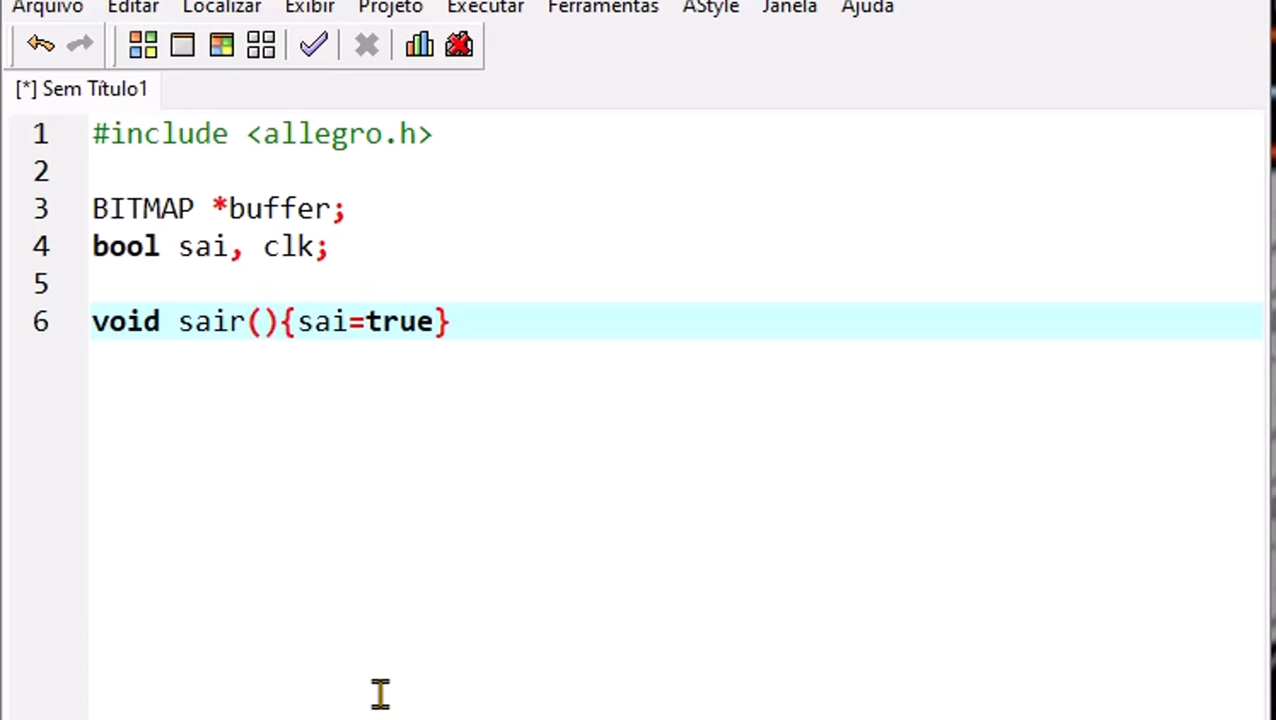 Arquivo Editar Localizar Exibir Projeto Executar Ferramentas AStyle Janela Ajuda
[*] Sem Título1
1 #include <allegro.h>
2
3 BITMAP *buffer;
4 bool sai, clk;
5
6 void sair(){sai=true}